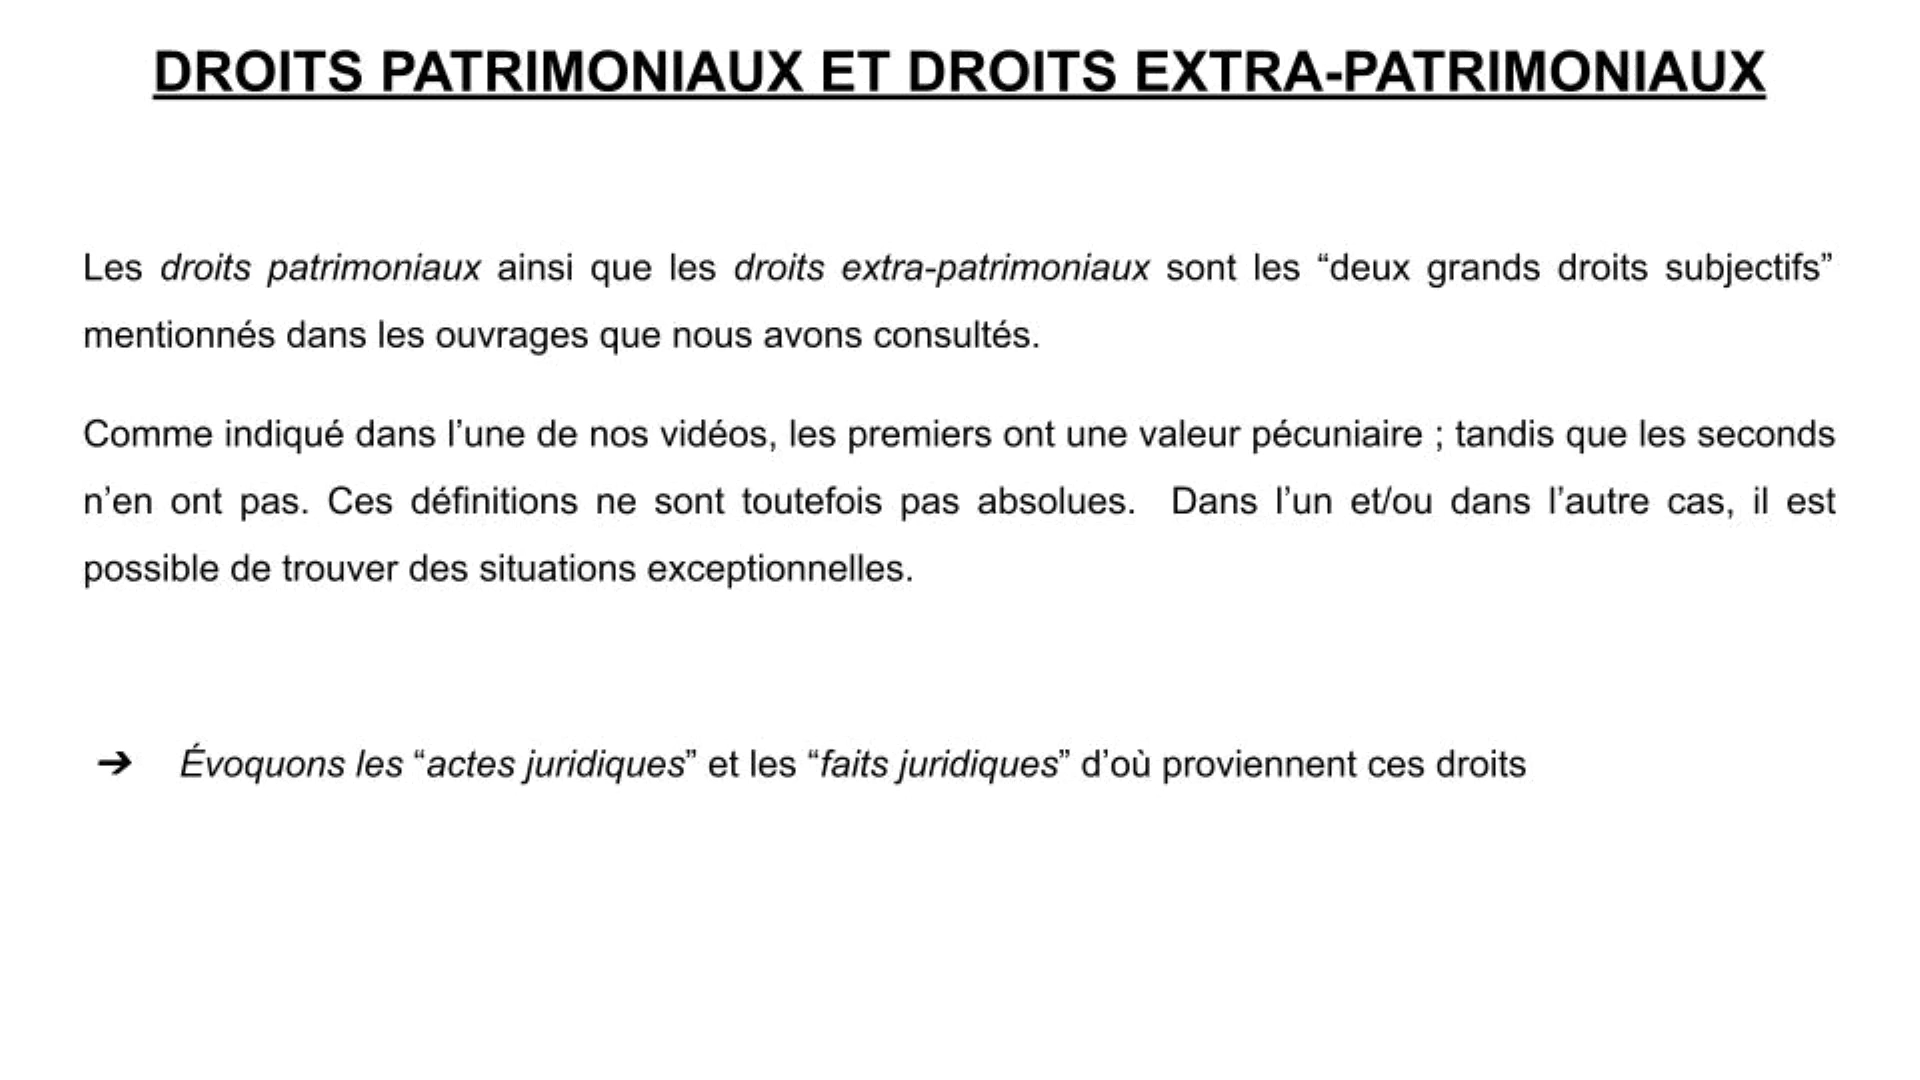 DROITS PATRIMONIAUX ET DROITS EXTRA-PATRIMONIAUX
Les droits patrimoniaux ainsi que les droits extra-patrimoniaux sont les “deux grands droits subjectifs”
mentionnés dans les ouvrages que nous avons consultés.
Comme indiqué dans l’une de nos vidéos, les premiers ont une valeur pécuniaire ; tandis que les seconds
n’en ont pas. Ces définitions ne sont toutefois pas absolues. Dans l’un et/ou dans l’autre cas, il est
possible de trouver des situations exceptionnelles.
➔ Évoquons les “actes juridiques” et les “faits juridiques” d’où proviennent ces droits